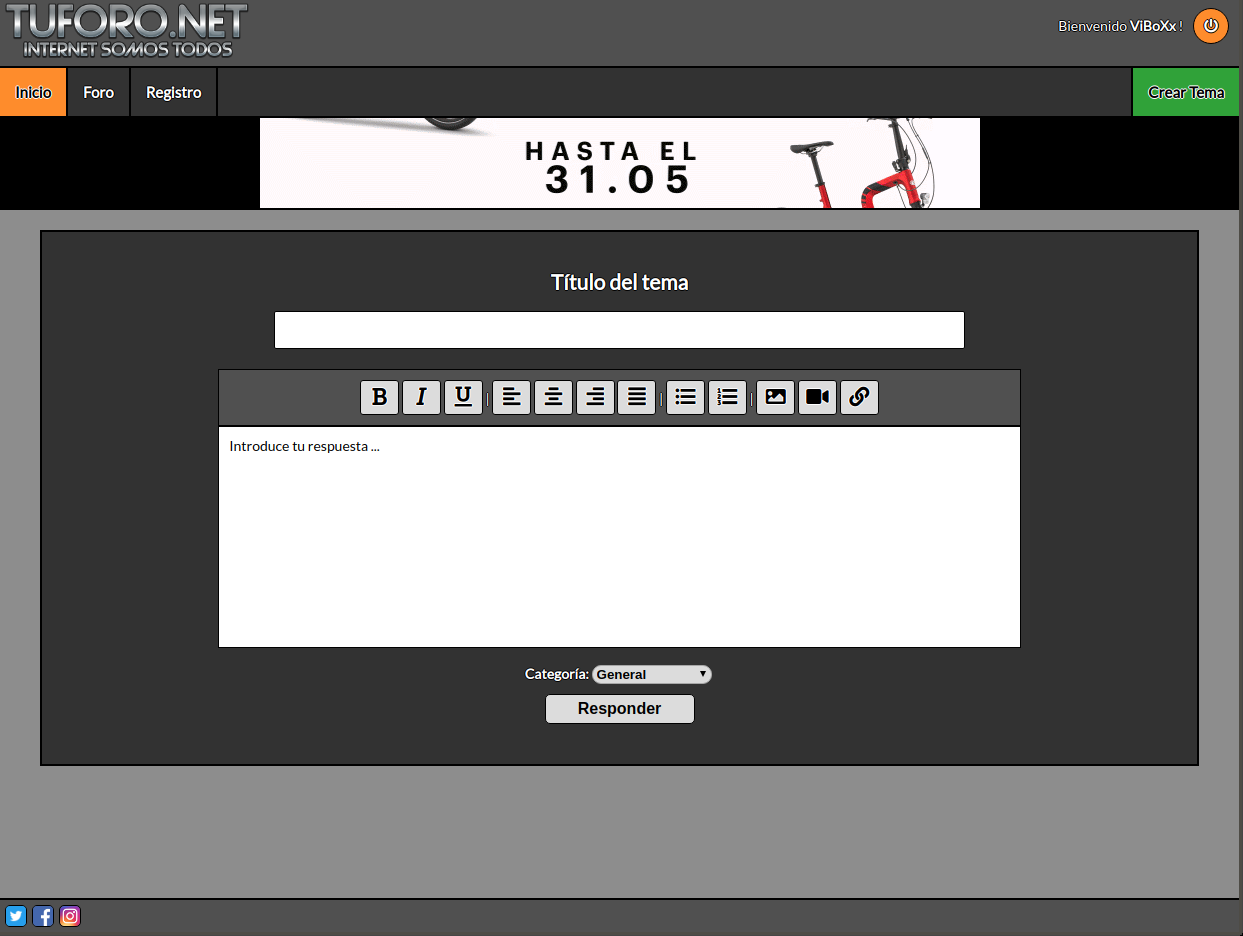 TUFORO.NET
INTERNET SOMOS TODOS
Bienvenido ViBoXx !
Inicio Foro Registro Crear Tema
HASTA EL
31.05
Título del tema
B I U
Introduce tu respuesta ...
Categoría: General
Responder